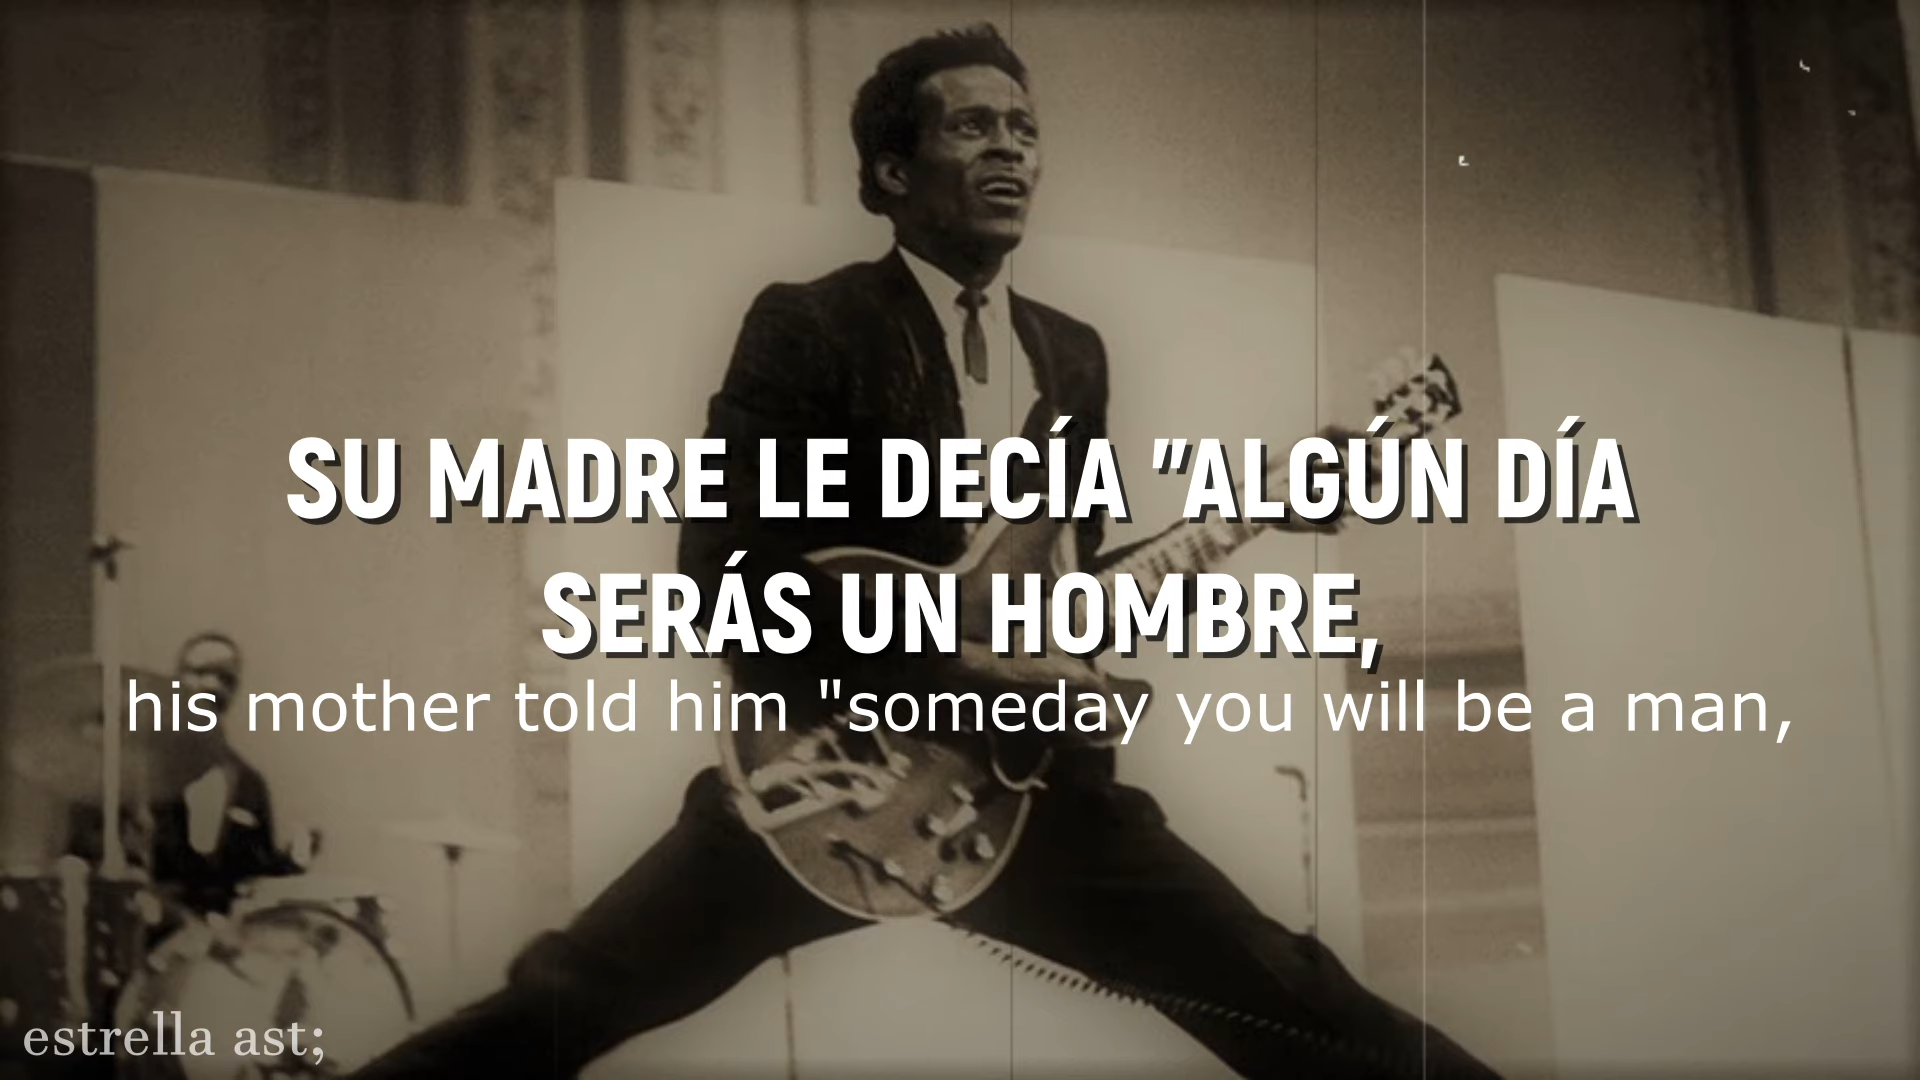 SU MADRE LE DECÍA "ALGÚN DÍA
SERÁS UN HOMBRE,
his mother told him "someday you will be a man,
estrella ast;